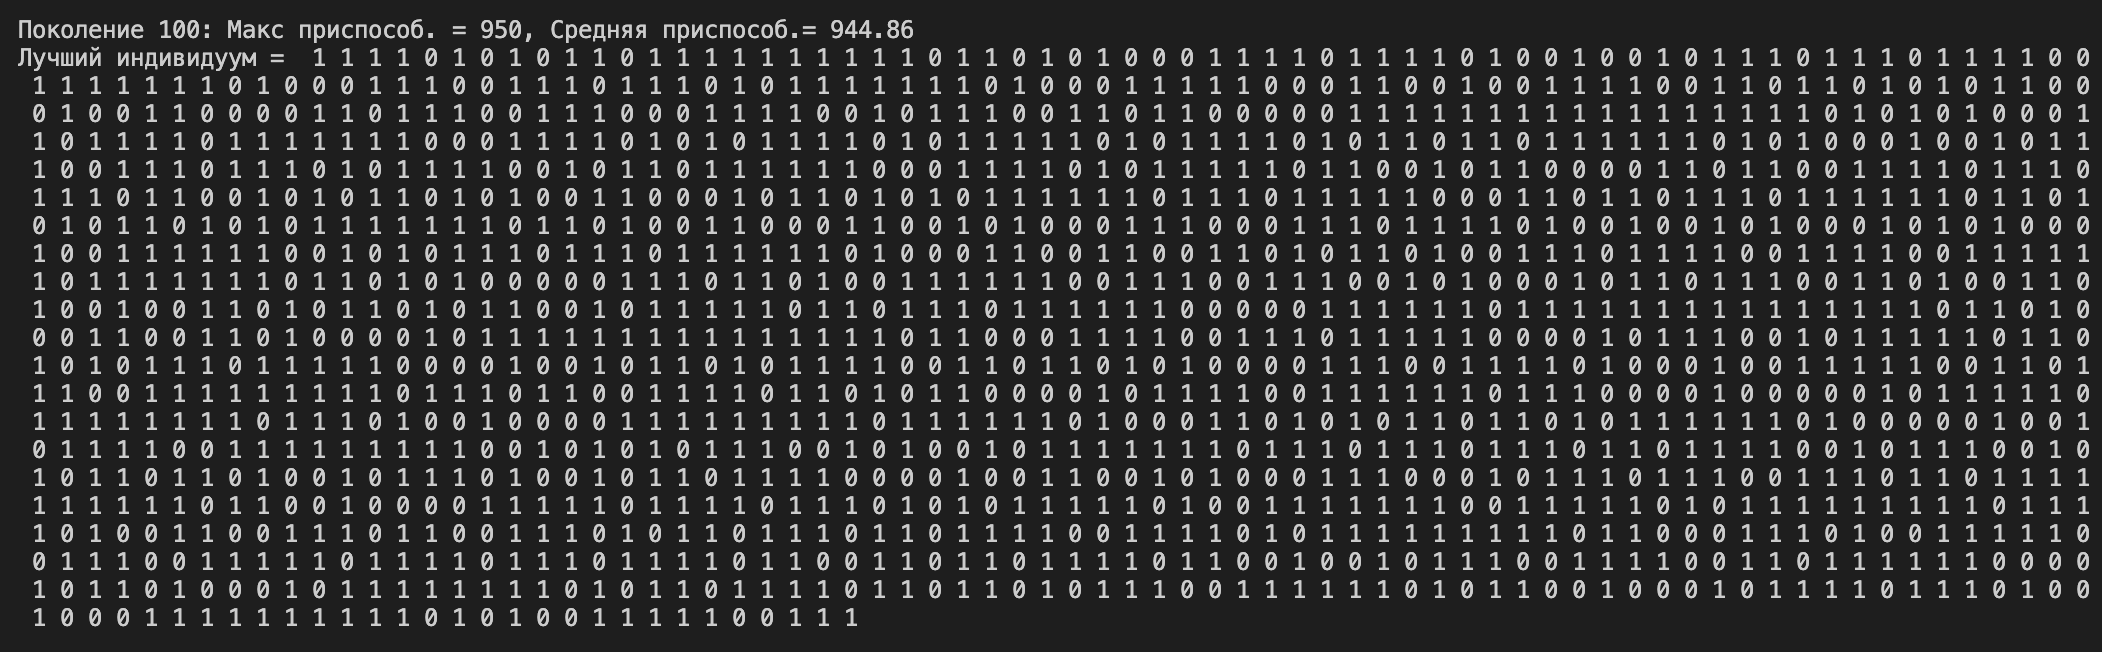 Поколение 100: Макс приспособ. = 950, Средняя приспособ.= 944.86
Лучший индивидуум =  1 1 1 1 0 1 0 1 0 1 1 0 1 1 1 1 1 1 1 1 1 1 0 1 1 0 1 0 1 0 0 0 1 1 1 1 0 1 1 1 1 0 1 0 0 1 0 0 1 0 1 1 1 0 1 1 1 0 1 1 1 1 0 0
1 1 1 1 1 1 1 0 1 0 0 0 1 1 1 0 0 1 1 1 0 1 1 1 0 1 0 1 1 1 1 1 1 1 0 1 0 0 0 1 1 1 1 1 0 0 0 1 1 0 0 1 0 0 1 1 1 1 0 0 1 1 0 1 1 0 1 0 1 0 1 1 0 0
0 1 0 0 1 1 0 0 0 0 1 1 0 1 1 1 0 0 1 1 1 0 0 0 1 1 1 1 0 0 1 0 1 1 1 0 0 1 1 0 1 1 0 0 0 0 0 1 1 1 1 1 1 1 1 1 1 1 1 1 1 1 1 1 0 1 0 1 0 1 0 0 0 1
1 0 1 1 1 1 0 1 1 1 1 1 1 1 0 0 0 1 1 1 1 0 1 0 1 0 1 1 1 1 0 1 0 1 1 1 1 1 0 1 0 1 1 1 1 0 1 0 1 1 0 1 1 0 1 1 1 1 1 1 0 1 0 1 0 0 0 1 0 0 1 0 1 1
1 0 0 1 1 1 0 1 1 1 0 1 0 1 1 1 1 0 0 1 0 1 1 0 1 1 1 1 1 1 0 0 0 1 1 1 1 0 1 0 1 1 1 1 1 0 1 1 0 0 1 0 1 1 0 0 0 0 1 1 0 1 1 0 0 1 1 1 1 0 1 1 1 0
1 1 1 0 1 1 0 0 1 0 1 0 1 1 0 1 0 1 0 0 1 1 0 0 0 1 0 1 1 0 1 0 1 0 1 1 1 1 1 1 0 1 1 1 0 1 1 1 1 1 0 0 0 1 1 0 1 1 0 1 1 1 0 1 1 1 1 1 1 0 1 1 0 1
0 1 0 1 1 0 1 0 1 1 1 1 1 1 1 1 1 0 1 1 0 1 0 0 1 1 0 0 0 1 1 0 0 1 0 1 0 0 0 1 1 1 0 0 0 1 1 1 0 1 1 1 1 0 1 0 0 1 0 0 1 0 1 0 0 0 1 0 1 0 1 0 0 0
1 0 0 1 1 1 1 1 1 0 0 1 0 1 0 1 1 1 0 1 1 1 0 1 1 1 1 1 1 0 1 0 0 0 1 1 0 0 1 1 0 0 1 1 0 1 1 0 1 1 0 1 0 0 1 1 1 0 1 1 1 1 0 0 1 1 1 1 0 0 1 1 1 1
1 0 1 1 1 1 1 1 1 0 1 1 0 1 0 1 0 0 0 0 0 1 1 1 0 1 1 0 1 0 0 1 1 1 1 1 1 0 0 1 1 1 0 0 1 1 1 0 0 1 0 1 0 0 0 1 0 1 1 0 1 1 1 0 0 1 1 1 0 1 0 0 1 0
1 0 0 1 0 0 1 1 0 1 0 1 1 0 1 0 1 1 0 0 1 0 1 1 1 1 1 0 1 1 0 1 1 1 0 1 1 1 1 1 1 0 0 0 0 0 1 1 1 1 1 1 0 1 1 1 1 1 1 1 1 1 1 1 1 1 1 1 0 1 1 0 1 0
0 0 1 1 0 0 1 1 0 1 0 0 0 0 1 0 1 1 1 1 1 1 1 1 1 1 1 1 1 1 1 0 1 1 0 0 0 1 1 1 1 0 0 1 1 1 0 1 1 1 1 1 0 0 0 0 1 0 1 1 1 0 0 1 0 1 1 1 1 1 0 1 1 0
1 0 1 0 1 1 1 0 1 1 1 1 1 0 0 0 0 1 0 0 1 0 1 1 0 1 0 1 1 1 1 0 0 1 1 0 1 1 0 1 0 1 0 0 0 0 1 1 1 0 0 1 1 1 1 0 1 0 0 0 1 0 0 1 1 1 1 1 0 0 1 1 0 1
1 1 0 0 1 1 1 1 1 1 1 1 1 0 1 1 1 0 1 1 0 0 1 1 1 1 0 1 1 0 1 0 1 1 0 0 0 0 1 0 1 1 1 0 0 1 1 1 1 1 1 1 0 1 1 1 0 0 0 0 1 0 0 0 0 0 1 0 1 1 1 1 1 0
1 1 1 1 1 1 1 1 0 1 1 1 0 1 0 0 1 0 0 0 0 1 1 1 1 1 1 1 1 1 0 1 1 1 1 1 1 0 1 0 0 0 1 1 0 1 0 1 0 1 1 0 1 1 0 1 0 1 1 1 1 1 1 0 1 0 0 0 0 0 1 0 0 1
0 1 1 1 1 0 0 1 1 1 1 1 1 1 1 1 0 0 1 0 1 0 1 0 1 1 1 0 0 1 0 1 0 0 1 0 1 1 1 1 1 1 1 0 1 1 1 0 1 1 1 0 1 1 1 0 1 1 0 1 1 1 1 0 0 1 0 1 1 1 0 0 1 0
1 0 1 1 0 1 1 0 1 0 0 1 0 1 1 1 1 0 1 0 0 1 0 1 1 0 1 1 1 0 0 0 0 1 0 0 1 1 0 0 1 0 1 0 0 0 1 1 1 0 0 0 1 0 1 1 1 0 1 1 1 0 0 1 1 1 0 1 1 0 1 1 1 1
1 1 1 1 1 1 0 1 1 0 0 1 0 0 0 0 1 1 1 1 1 0 1 1 1 1 0 1 1 1 0 1 0 1 0 1 1 1 1 1 0 1 0 0 1 1 1 1 1 1 1 0 0 1 1 1 1 1 0 1 0 1 1 1 1 1 1 1 1 1 0 1 1 1
1 0 1 0 0 1 1 0 0 1 1 1 0 1 1 0 0 1 1 1 0 1 0 1 1 0 1 1 1 0 1 1 0 1 1 1 1 0 0 1 1 1 0 1 0 1 1 1 1 1 1 1 1 1 1 0 1 1 0 0 0 1 1 1 0 1 0 0 1 1 1 1 1 0
0 1 1 1 0 0 1 1 1 1 1 0 1 1 1 1 0 1 1 1 0 1 1 1 1 0 1 1 0 0 1 1 0 1 1 0 1 1 1 1 0 1 1 0 0 1 0 0 1 0 1 1 1 0 0 1 1 1 0 0 1 1 0 1 1 1 1 1 1 1 0 0 0 0
1 0 1 1 0 1 0 0 0 1 0 1 1 1 1 1 1 1 1 0 1 0 1 1 0 1 1 1 1 0 1 1 0 1 1 0 1 0 1 1 1 0 0 1 1 1 1 1 1 0 1 0 1 1 0 0 1 0 0 0 1 0 1 1 1 1 0 1 1 1 0 1 0 0
1 0 0 0 1 1 1 1 1 1 1 1 1 1 0 1 0 1 0 0 1 1 1 1 1 0 0 1 1 1